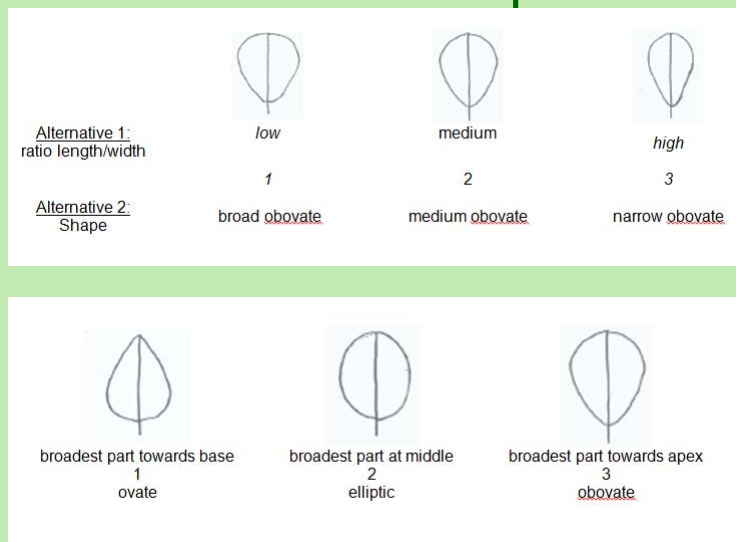 low medium high
Alternative 1:
ratio length/width
1 2 3
Alternative 2:
Shape
broad obovate medium obovate narrow obovate
broadest part towards base broadest part at middle broadest part towards apex
1 2 3
ovate elliptic obovate